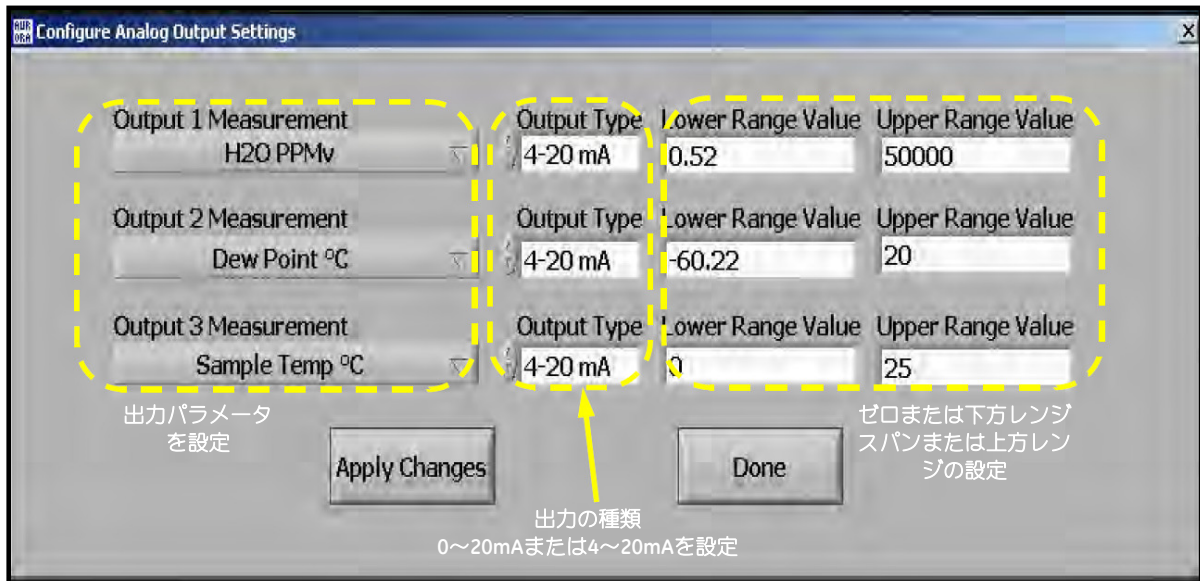 AUR
ORA
Configure Analog Output Settings
X
Output 1 Measurement
Output Type
Lower Range Value
Upper Range Value
H2O PPMv
4-20 mA
0.52
50000
Output 2 Measurement
Output Type
Lower Range Value
Upper Range Value
Dew Point ºC
4-20 mA
-60.22
20
Output 3 Measurement
Output Type
Lower Range Value
Upper Range Value
Sample Temp ºC
4-20 mA
0
25
出力パラメータ
を設定
ゼロまたは下方レンジ
スパンまたは上方レン
ジの設定
Apply Changes
Done
出力の種類
0～20mAまたは4～20mAを設定